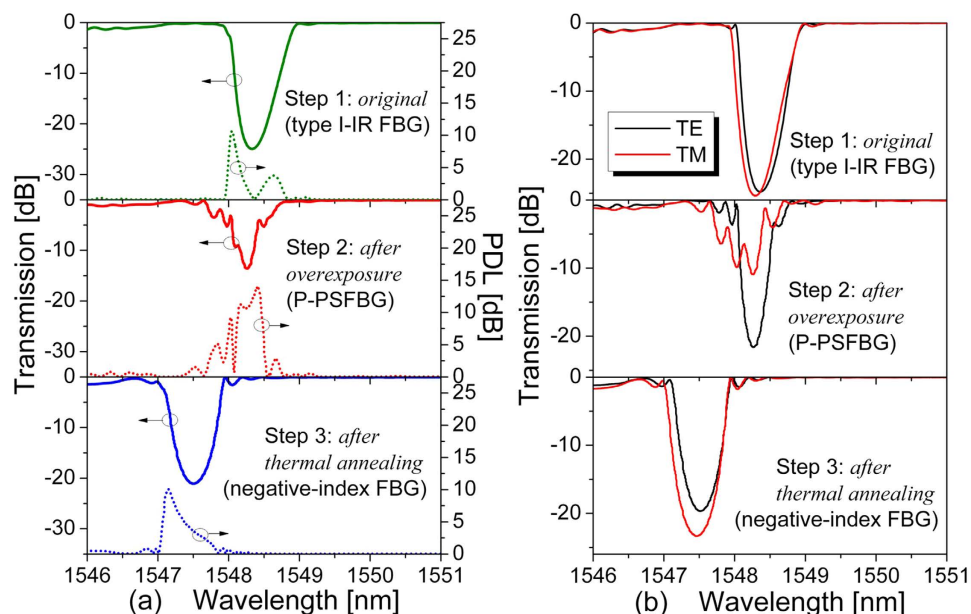 0
-10
-20
-30
0
-10
-20
-30
0
-10
-20
-30
Transmission [dB]
25
20
15
10
5
0
25
20
15
10
5
0
25
20
15
10
5
0
PDL [dB]
Step 1: original
(type I-IR FBG)
Step 2: after
overexposure
(P-PSFBG)
Step 3: after
thermal annealing
(negative-index FBG)
1546 1547 1548 1549 1550 1551
(a) Wavelength [nm]
0
-10
-20
0
-10
-20
0
-10
-20
Transmission [dB]
TE
TM
Step 1: original
(type I-IR FBG)
Step 2: after
overexposure
(P-PSFBG)
Step 3: after
thermal annealing
(negative-index FBG)
1546 1547 1548 1549 1550 1551
(b) Wavelength [nm]